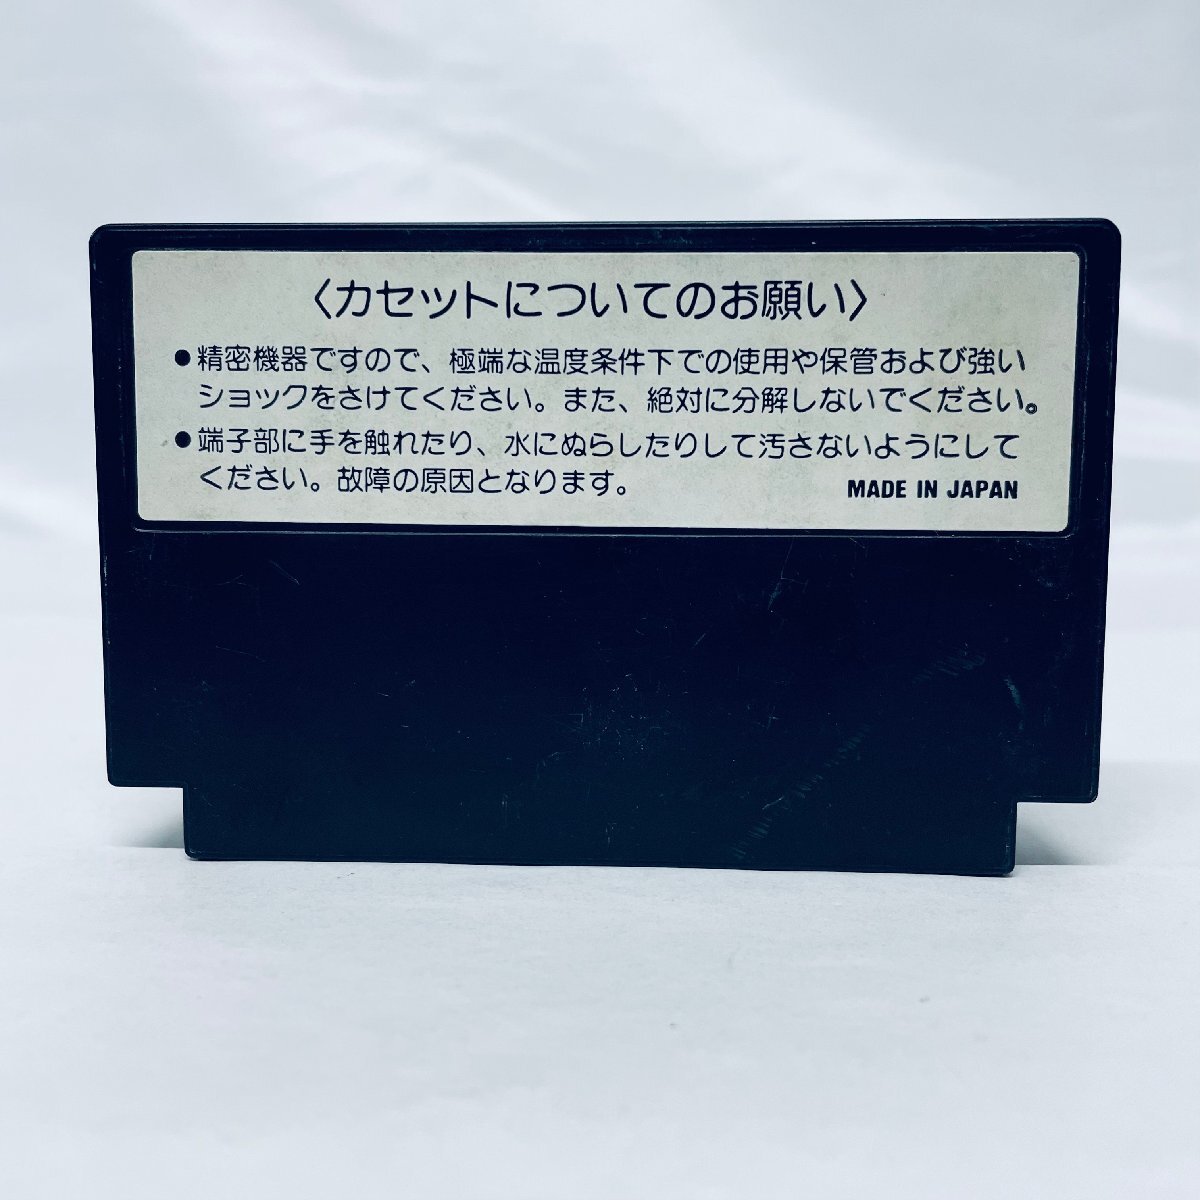 〈カセットについてのお願い〉
●精密機器ですので、極端な温度条件下での使用や保管および強い
ショックをさけてください。また、絶対に分解しないでください。
●端子部に手を触れたり、水にぬらしたりして汚さないようにして
ください。故障の原因となります。
MADE IN JAPAN